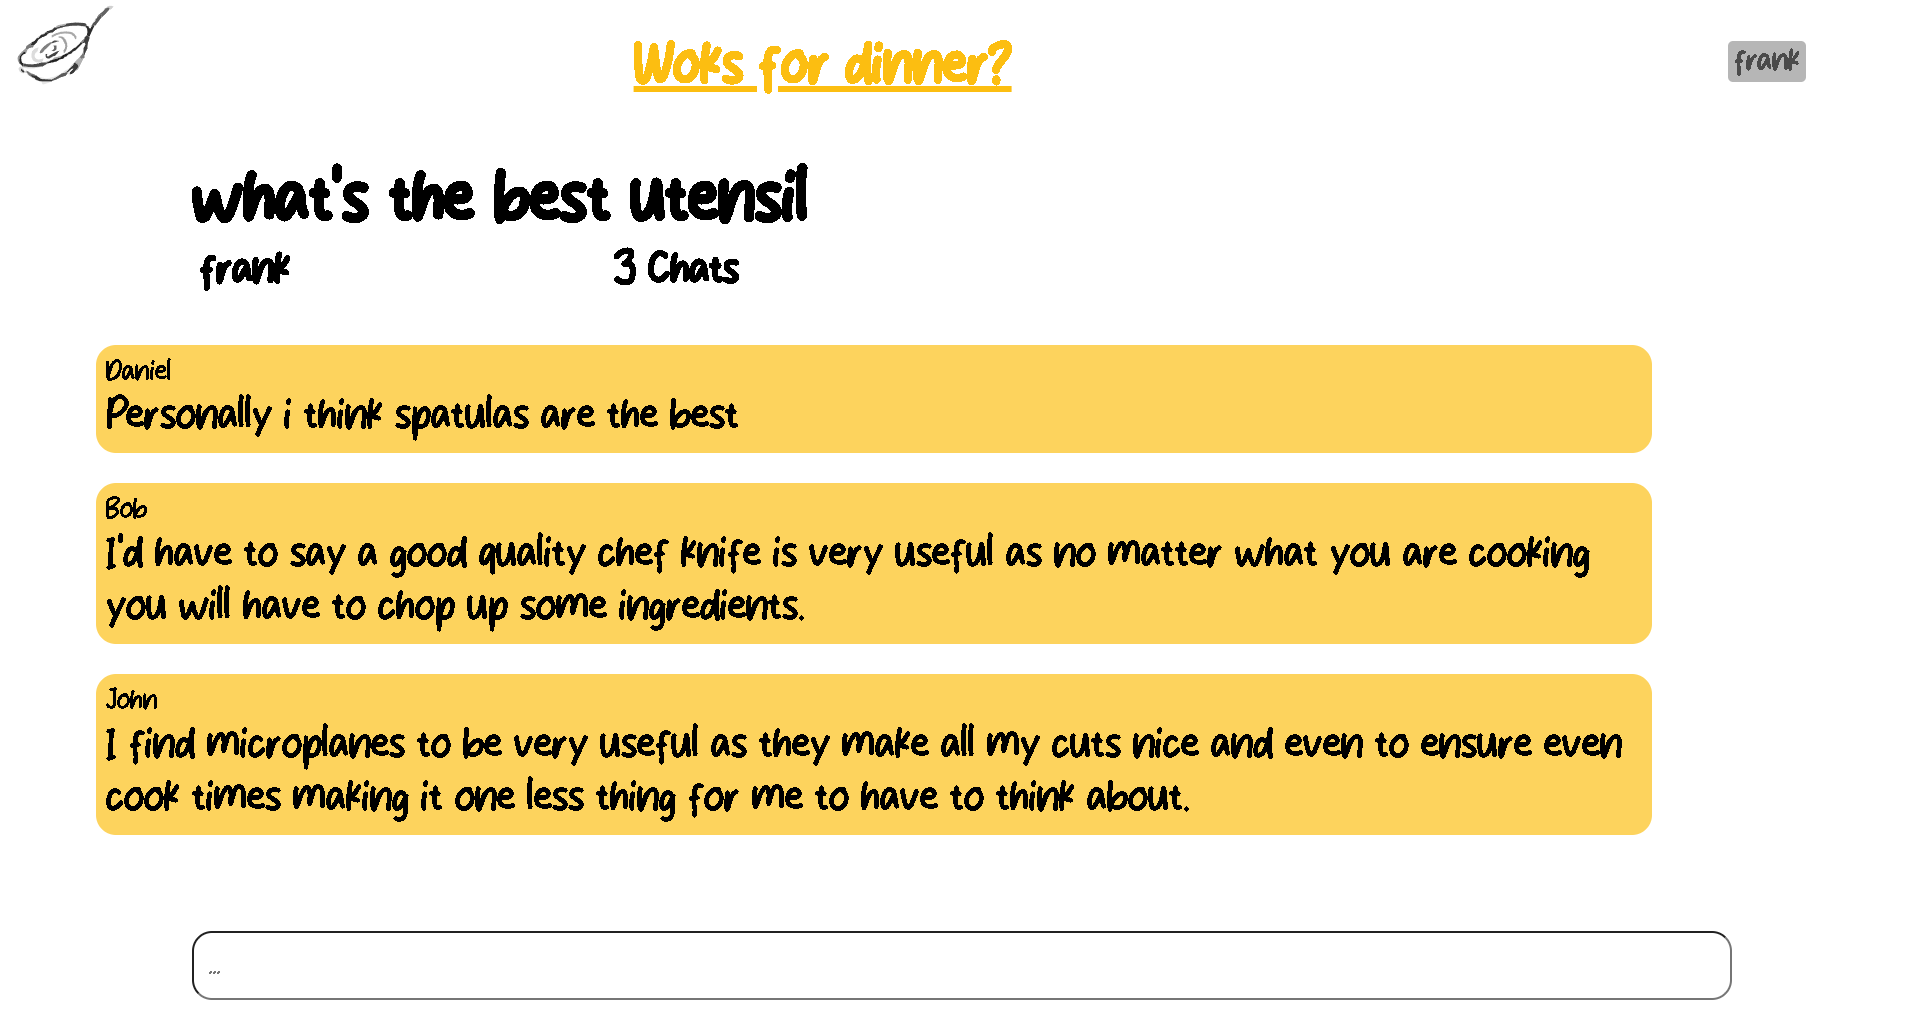 Woks for dinner?
frank
what's the best utensil
frank
3 Chats
Daniel
Personally i think spatulas are the best
Bob
I'd have to say a good quality chef knife is very useful as no matter what you are cooking
you will have to chop up some ingredients.
John
I find microplanes to be very useful as they make all my cuts nice and even to ensure even
cook times making it one less thing for me to have to think about.
...